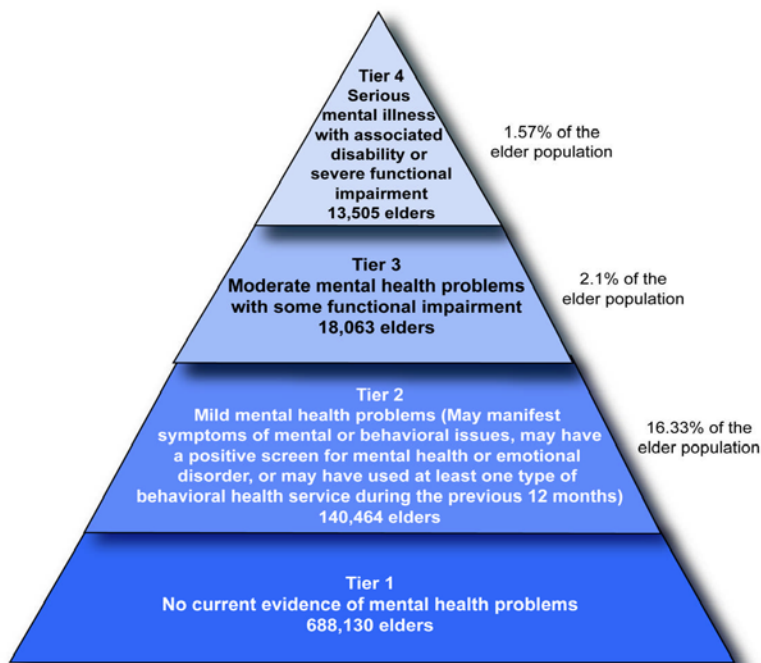 Tier 4
Serious
mental illness
with associated
disability or
severe functional
impairment
13,505 elders
1.57% of the
elder population
Tier 3
Moderate mental health problems
with some functional impairment
18,063 elders
2.1% of the
elder population
Tier 2
Mild mental health problems (May manifest
symptoms of mental or behavioral issues, may have
a positive screen for mental health or emotional
disorder, or may have used at least one type of
behavioral health service during the previous 12 months)
140,464 elders
16.33% of the
elder population
Tier 1
No current evidence of mental health problems
688,130 elders